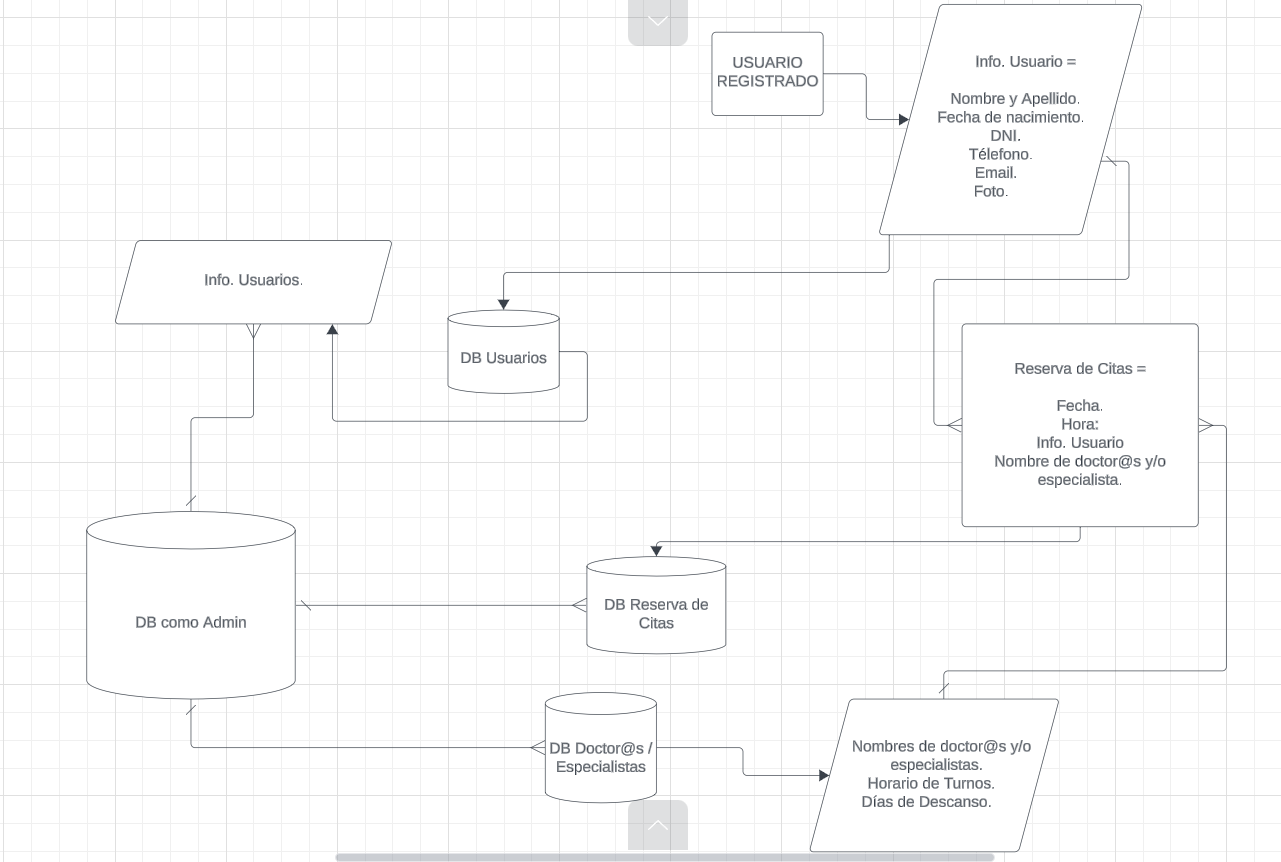 USUARIO
REGISTRADO
Info. Usuario =
Nombre y Apellido.
Fecha de nacimiento.
DNI.
Télefono.
Email.
Foto.
Info. Usuarios.
DB Usuarios
Reserva de Citas =
Fecha.
Hora:
Info. Usuario
Nombre de doctor@s y/o
especialista.
DB como Admin
DB Reserva de
Citas
DB Doctor@s /
Especialistas
Nombres de doctor@s y/o
especialistas.
Horario de Turnos.
Días de Descanso.